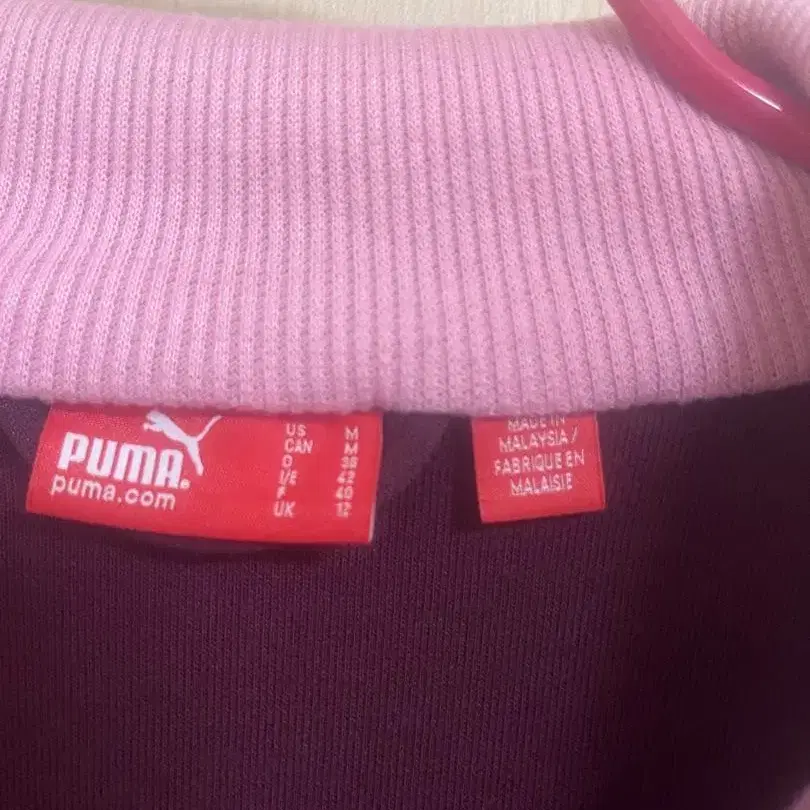 PUMA®
puma.com
US M
CAN M
D 38
I/E 42
F 40
UK 12
MADE IN
MALAYSIA /
FABRIQUE EN
MALAISIE